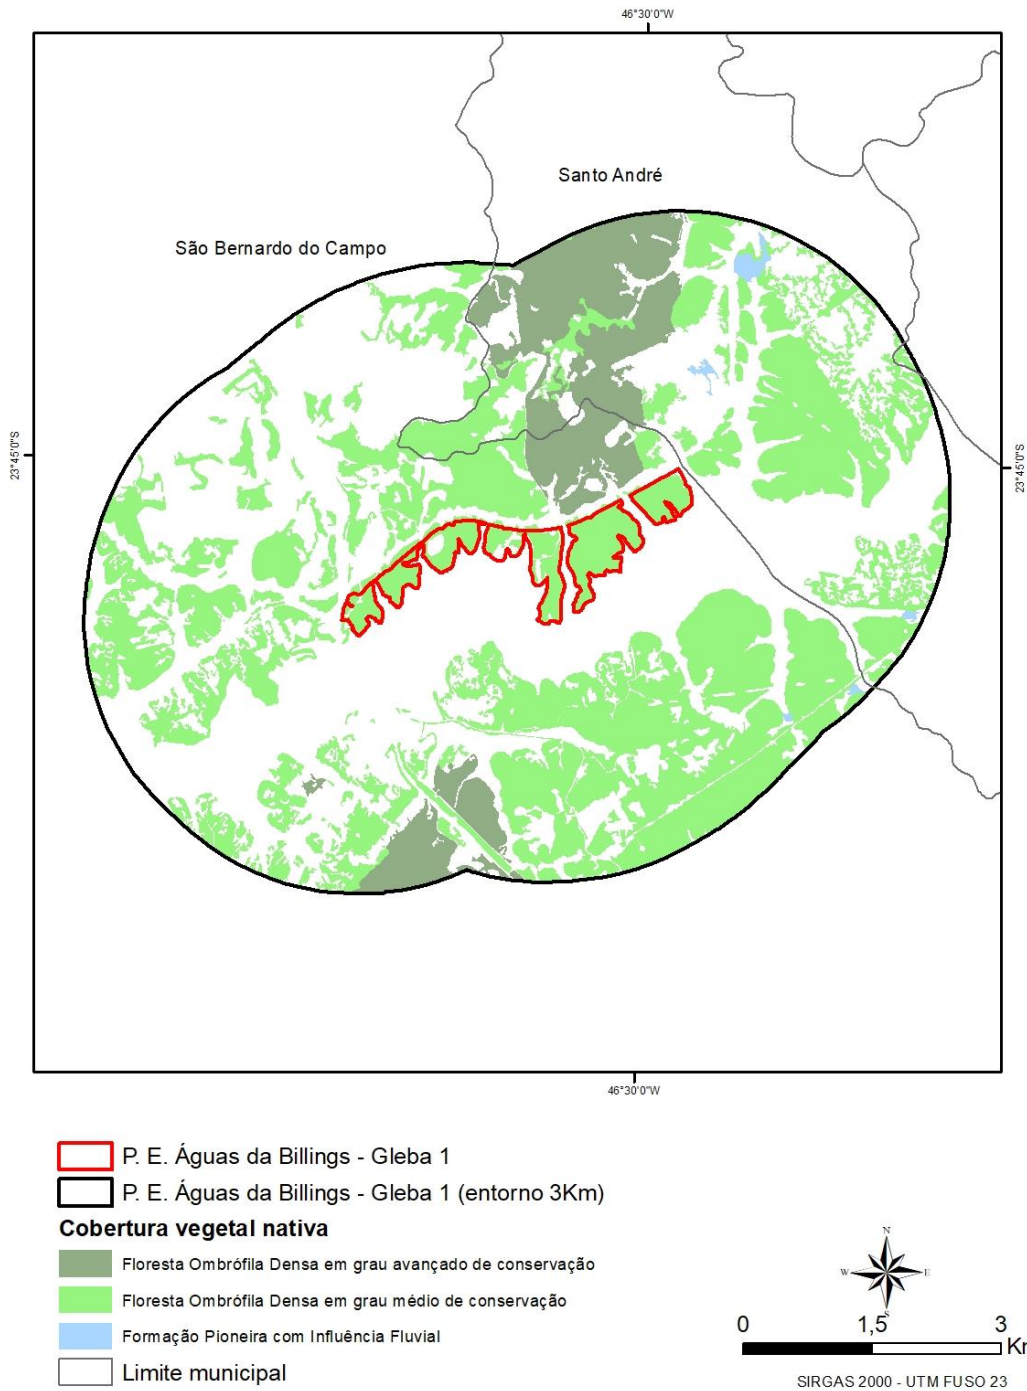 46°30'0"W
Santo André
São Bernardo do Campo
23°45'0"S
23°45'0"S
46°30'0"W
P. E. Águas da Billings - Gleba 1
P. E. Águas da Billings - Gleba 1 (entorno 3Km)
Cobertura vegetal nativa
Floresta Ombrófila Densa em grau avançado de conservação
Floresta Ombrófila Densa em grau médio de conservação
Formação Pioneira com Influência Fluvial
Limite municipal
N
W E
S
0 1,5 3
Km
SIRGAS 2000 - UTM FUSO 23